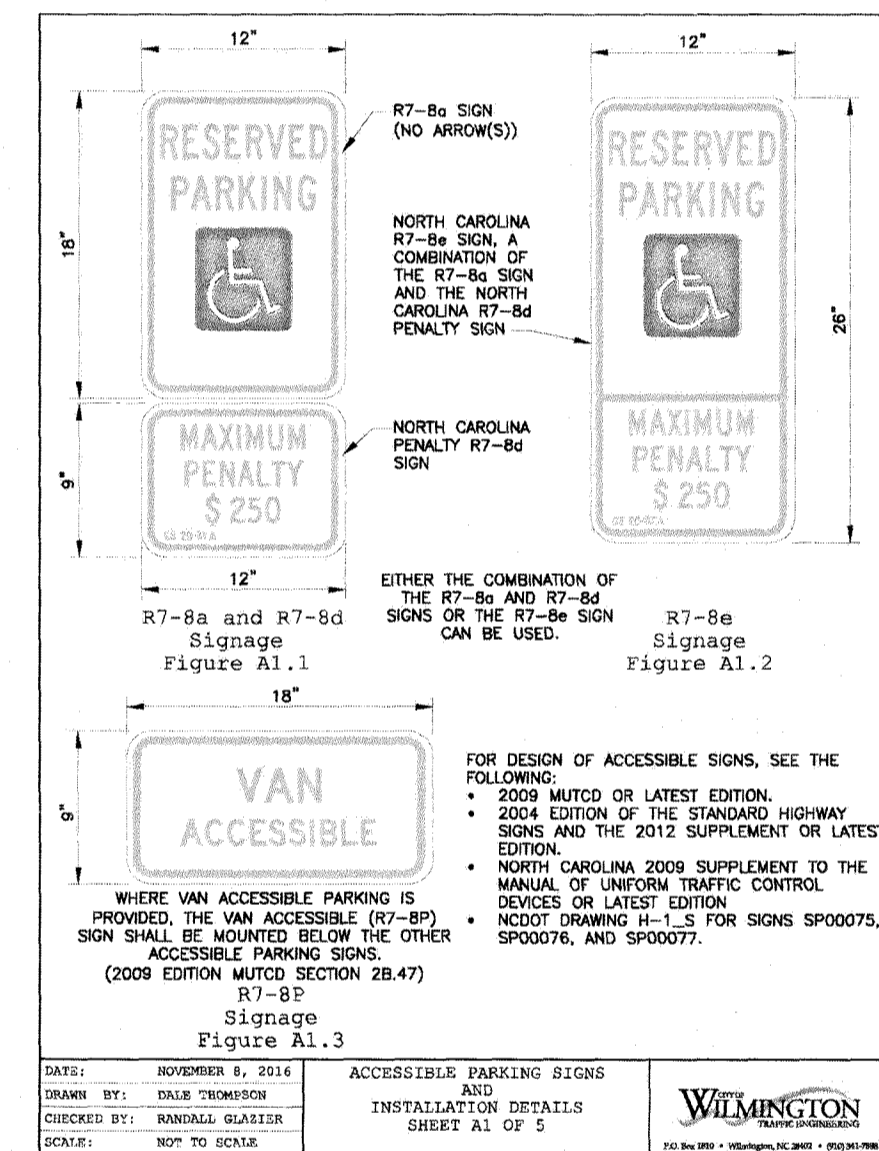 12"
18"
RESERVED
PARKING
R7-8a SIGN
(NO ARROW(S))
9"
MAXIMUM
PENALTY
$ 250
NORTH CAROLINA
PENALTY R7-8d
SIGN
12"
R7-8a and R7-8d
Signage
Figure A1.1
NORTH CAROLINA
R7-8e SIGN, A
COMBINATION OF
THE R7-8a SIGN
AND THE NORTH
CAROLINA R7-8d
PENALTY SIGN
12"
26"
RESERVED
PARKING
MAXIMUM
PENALTY
$ 250
EITHER THE COMBINATION OF
THE R7-8a AND R7-8d
SIGNS OR THE R7-8e SIGN
CAN BE USED.
R7-8e
Signage
Figure A1.2
18"
9"
VAN
ACCESSIBLE
WHERE VAN ACCESSIBLE PARKING IS
PROVIDED, THE VAN ACCESSIBLE (R7-8P)
SIGN SHALL BE MOUNTED BELOW THE OTHER
ACCESSIBLE PARKING SIGNS.
(2009 EDITION MUTCD SECTION 2B.47)
R7-8P
Signage
Figure A1.3
FOR DESIGN OF ACCESSIBLE SIGNS, SEE THE
FOLLOWING:
• 2009 MUTCD OR LATEST EDITION.
• 2004 EDITION OF THE STANDARD HIGHWAY
SIGNS AND THE 2012 SUPPLEMENT OR LATEST
EDITION.
• NORTH CAROLINA 2009 SUPPLEMENT TO THE
MANUAL OF UNIFORM TRAFFIC CONTROL
DEVICES OR LATEST EDITION
• NCDOT DRAWING H-1_S FOR SIGNS SP00075,
SP00076, AND SP00077.
DATE: NOVEMBER 8, 2016
DRAWN BY: DALE THOMPSON
CHECKED BY: RANDALL GLAZIER
SCALE: NOT TO SCALE
ACCESSIBLE PARKING SIGNS
AND
INSTALLATION DETAILS
SHEET A1 OF 5
CITY OF
WILMINGTON
TRAFFIC ENGINEERING
P.O. Box 1810 • Wilmington, NC 28402 • (910)